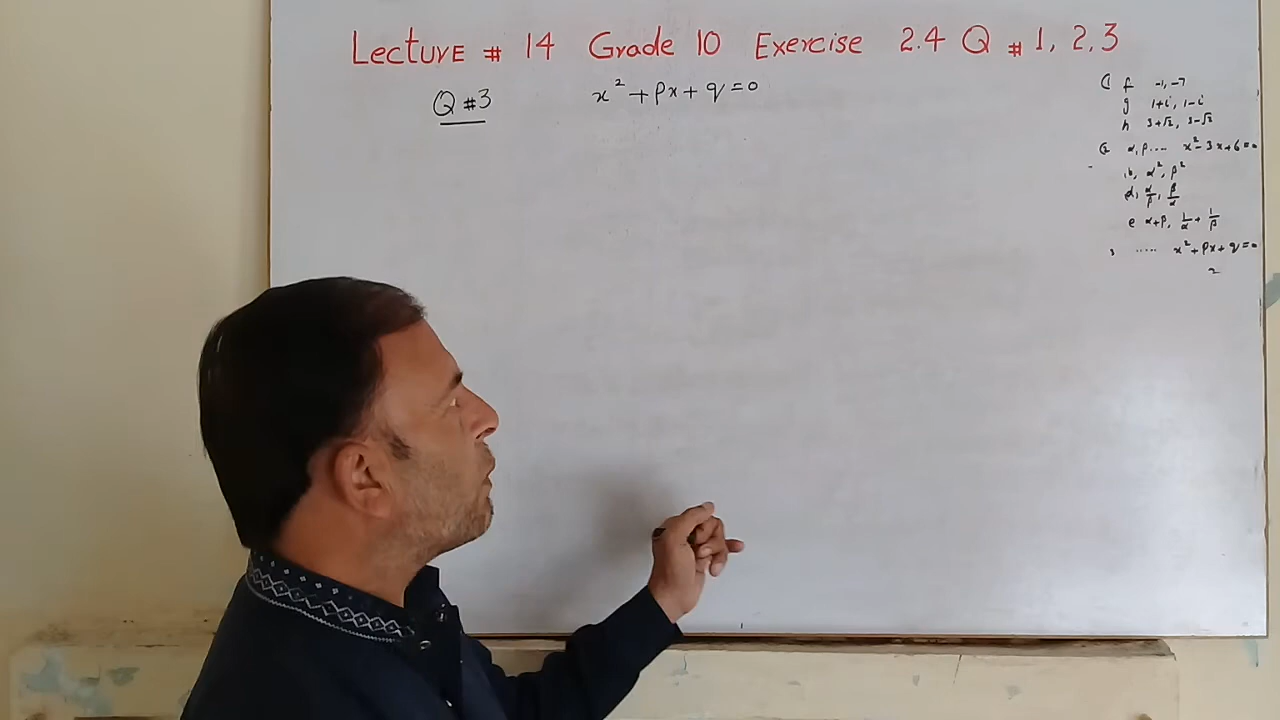 Lecture # 14 Grade 10 Exercise 2.4 Q # 1, 2, 3
Q #3 x² + px + q = 0
f -1, -7
g 1+i, 1-i
h 3+√2, 3-√2
α, β .... x² - 3x + 6 = 0
b, α², β²
d, α/β, β/α
e α+β, 1/α + 1/β
3 ..... x² + px + q = 0
2